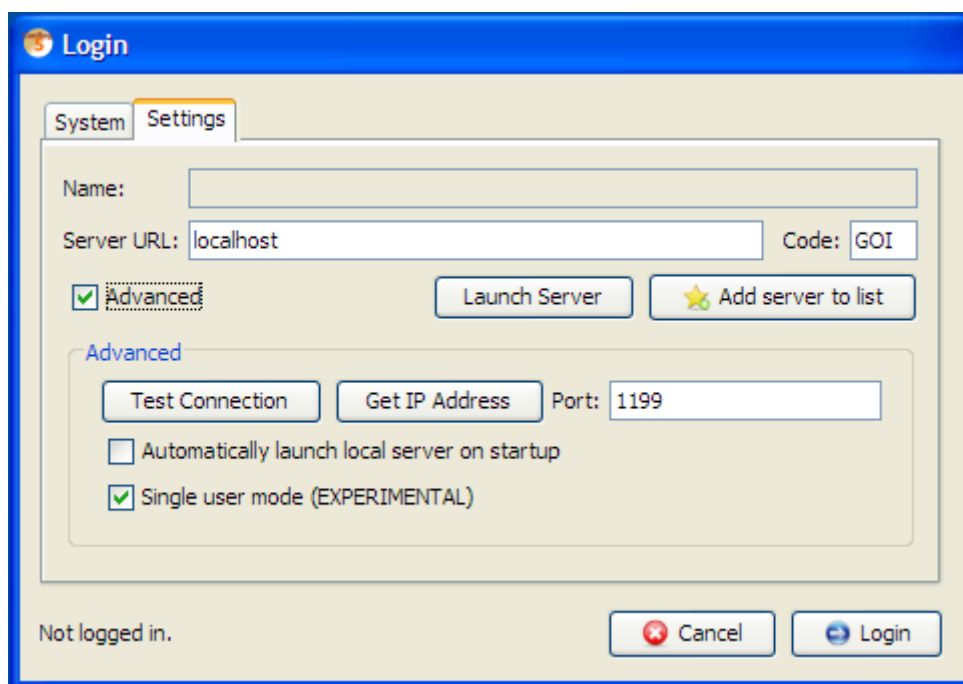 Login
System Settings
Name:
Server URL: localhost Code: GOI
Advanced Launch Server Add server to list
Advanced
Test Connection Get IP Address Port: 1199
Automatically launch local server on startup
Single user mode (EXPERIMENTAL)
Not logged in. Cancel Login